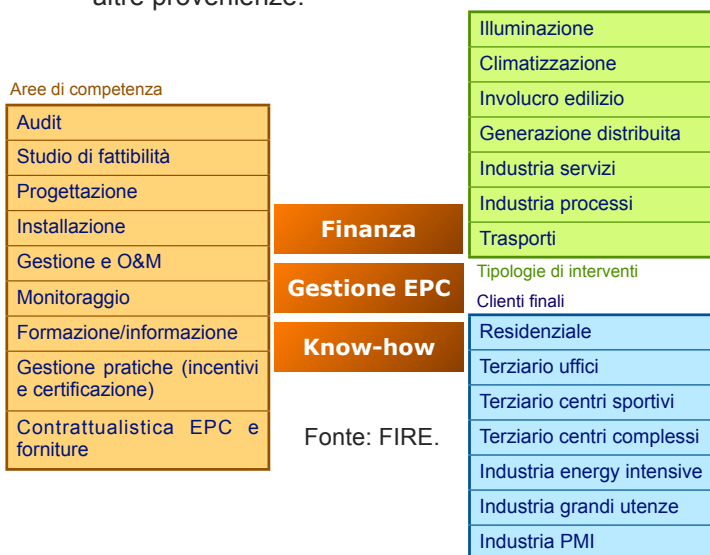 altre provenienze.
Aree di competenza
Audit
Studio di fattibilità
Progettazione
Installazione
Gestione e O&M
Monitoraggio
Formazione/informazione
Gestione pratiche (incentivi
e certificazione)
Contrattualistica EPC e
forniture
Finanza
Gestione EPC
Know-how
Fonte: FIRE.
Illuminazione
Climatizzazione
Involucro edilizio
Generazione distribuita
Industria servizi
Industria processi
Trasporti
Tipologie di interventi
Clienti finali
Residenziale
Terziario uffici
Terziario centri sportivi
Terziario centri complessi
Industria energy intensive
Industria grandi utenze
Industria PMI